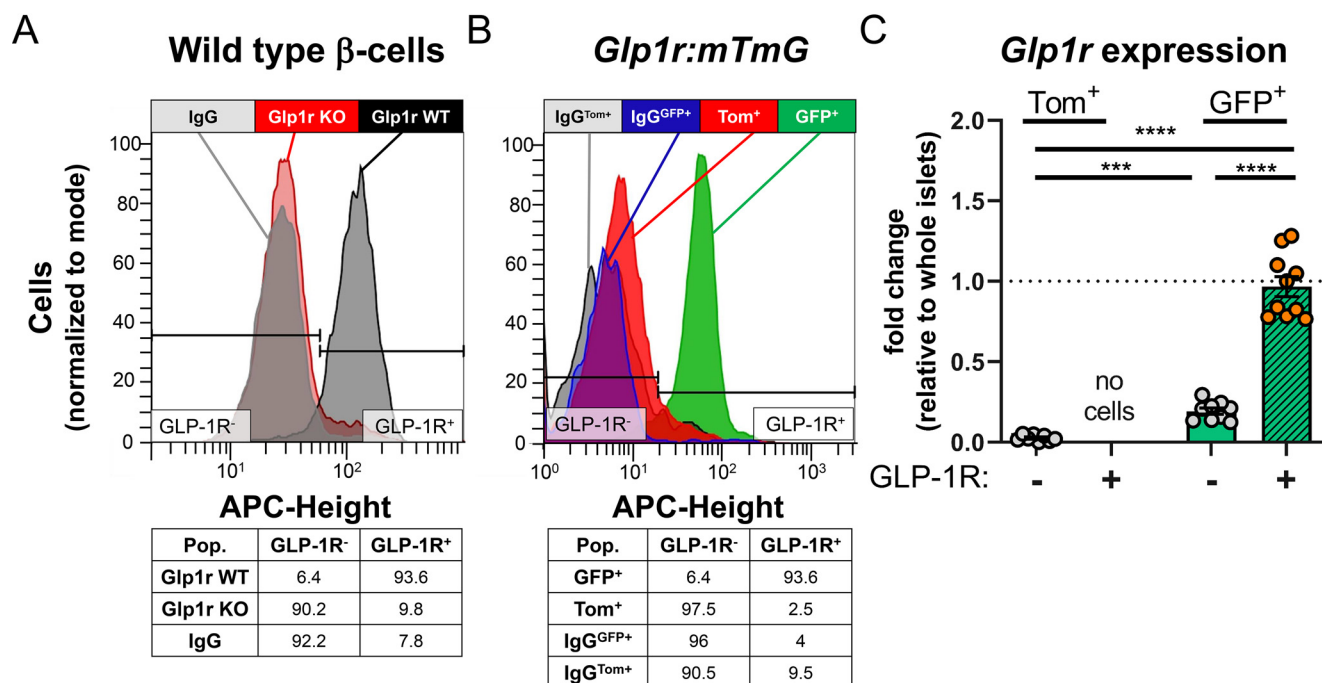 A
Wild type β-cells
IgG
Glp1r KO
Glp1r WT
Cells
(normalized to mode)
100
80
60
40
20
0
GLP-1R-
GLP-1R+
10¹
10²
APC-Height
Pop.
GLP-1R-
GLP-1R+
Glp1r WT
6.4
93.6
Glp1r KO
90.2
9.8
IgG
92.2
7.8
B
Glp1r:mTmG
IgGTom+
IgGGFP+
Tom+
GFP+
100
80
60
40
20
0
GLP-1R-
GLP-1R+
10⁰
10¹
10²
10³
APC-Height
Pop.
GLP-1R-
GLP-1R+
GFP+
6.4
93.6
Tom+
97.5
2.5
IgGGFP+
96
4
IgGTom+
90.5
9.5
C
Glp1r expression
Tom+
GFP+
****
***
****
fold change
(relative to whole islets)
2.0
1.5
1.0
0.5
0.0
no
cells
GLP-1R:
-
+
-
+